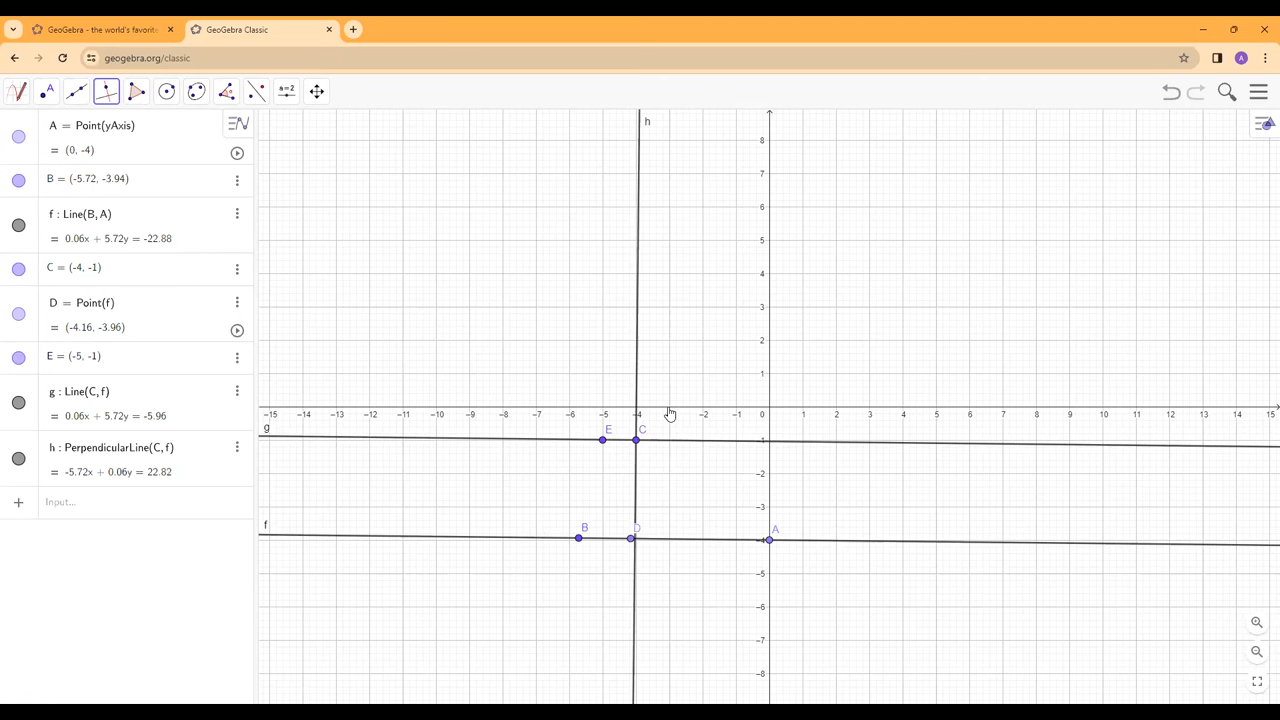 GeoGebra - the world's favorite
GeoGebra Classic
geogebra.org/classic
A
a=2
A = Point(yAxis)
= (0, -4)
B = (-5.72, -3.94)
f : Line(B, A)
= 0.06x + 5.72y = -22.88
C = (-4, -1)
D = Point(f)
= (-4.16, -3.96)
E = (-5, -1)
g : Line(C, f)
= 0.06x + 5.72y = -5.96
h : PerpendicularLine(C, f)
= -5.72x + 0.06y = 22.82
Input...
h
8
7
6
5
4
3
2
1
-15 -14 -13 -12 -11 -10 -9 -8 -7 -6 -5 -4 -3 -2 -1 0 1 2 3 4 5 6 7 8 9 10 11 12 13 14 15
g E C
-1
-2
-3
f B D A
-4
-5
-6
-7
-8